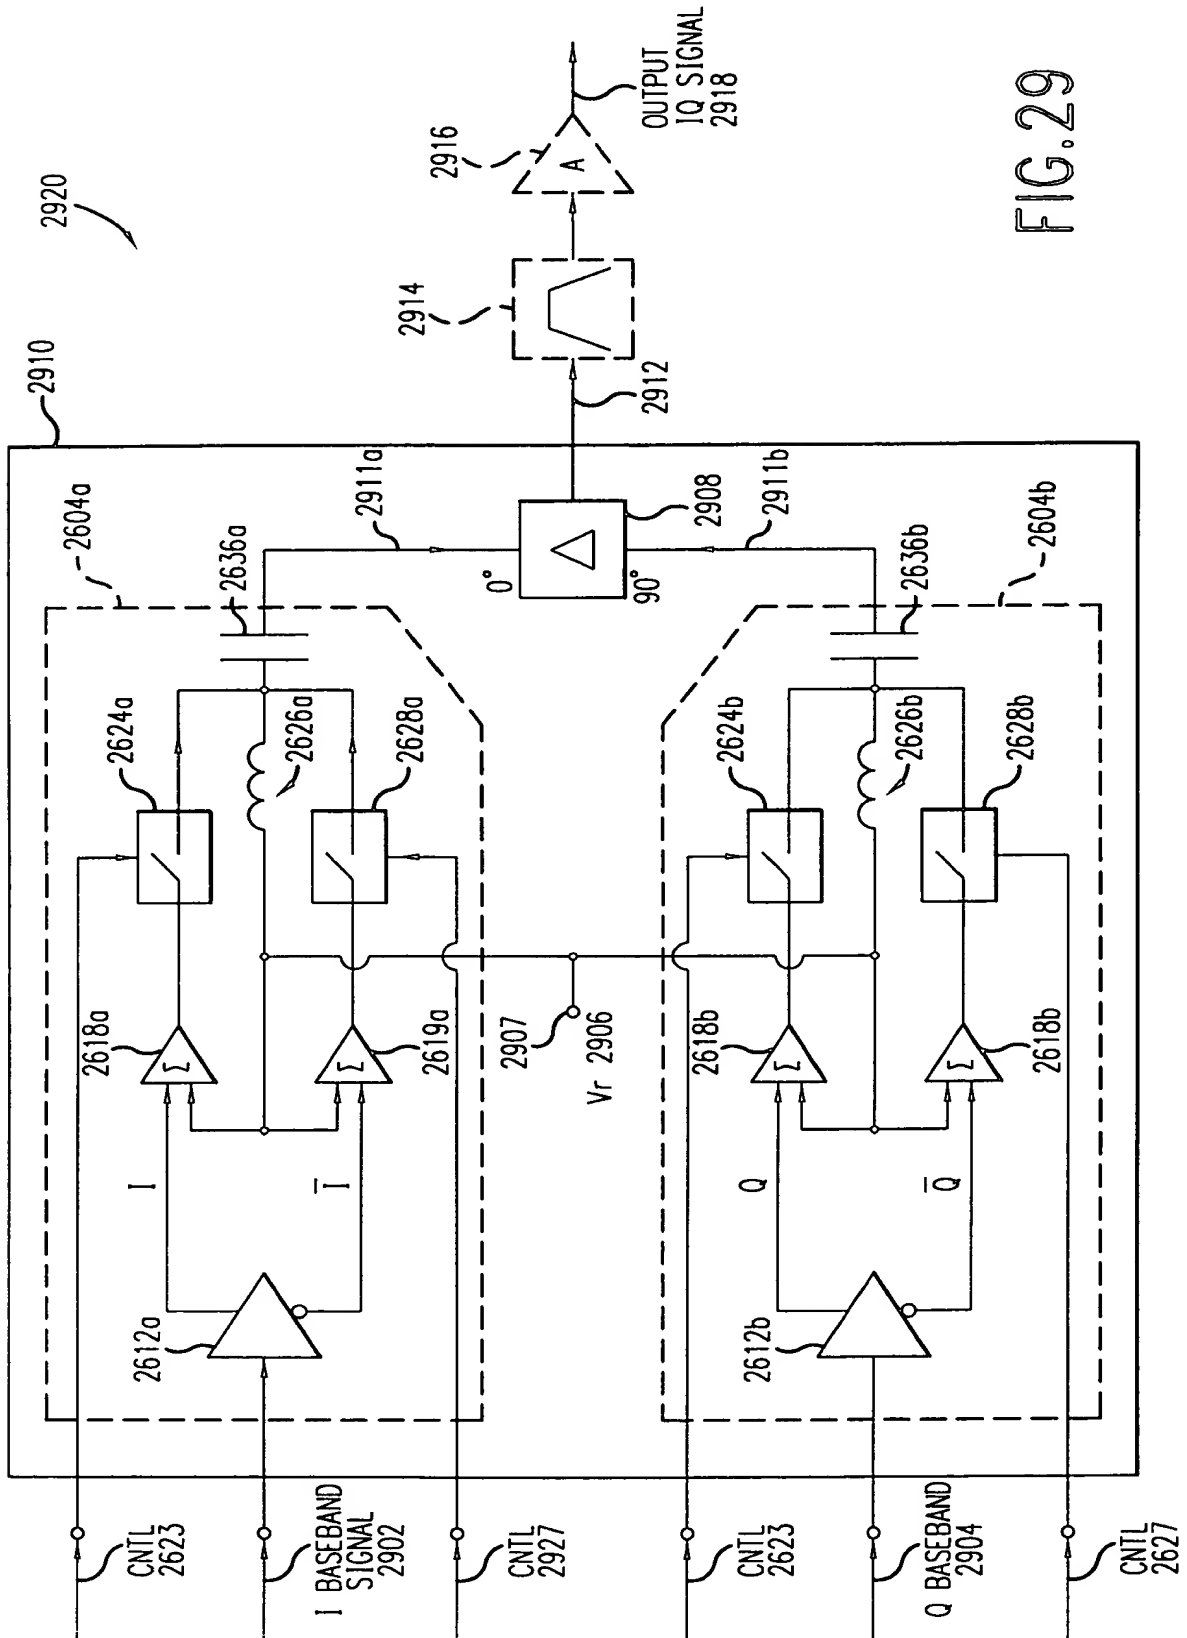 2920
2910
2604a
2636a
2911a
2624a
2626a
2628a
2618a
Σ
2619a
Σ
I
I̅
2612a
CNTL
2623
I BASEBAND
SIGNAL
2902
CNTL
2927
0°
90°
2908
2912
2914
2916
A
OUTPUT
IQ SIGNAL
2918
2907
Vr 2906
2911b
2604b
2636b
2624b
2626b
2628b
2618b
Σ
2618b
Σ
Q
Q̅
2612b
CNTL
2623
Q BASEBAND
2904
CNTL
2627
FIG.29